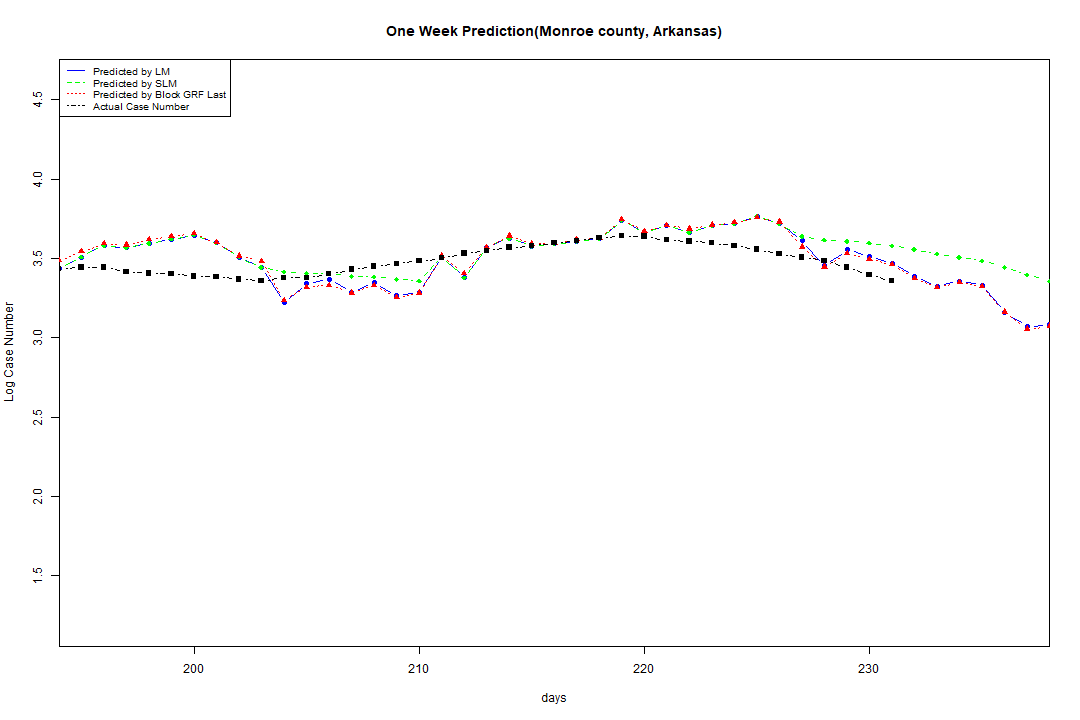 One Week Prediction(Monroe county, Arkansas)
Predicted by LM
Predicted by SLM
Predicted by Block GRF Last
Actual Case Number
4.5
4.0
3.5
3.0
2.5
2.0
1.5
Log Case Number
200
210
220
230
days